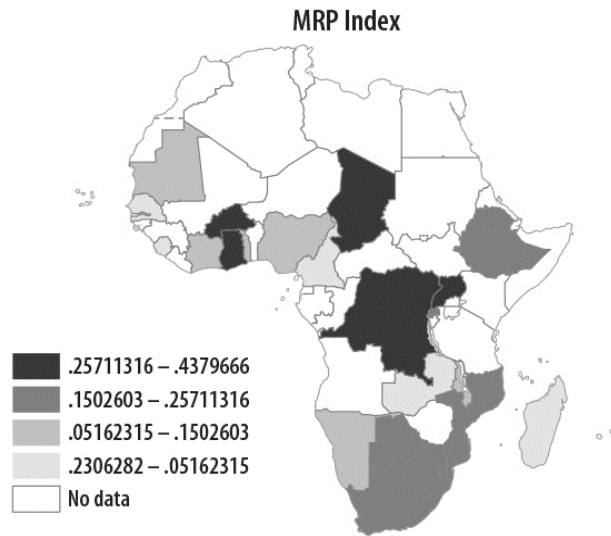 MRP Index
.25711316 – .4379666
.1502603 – .25711316
.05162315 – .1502603
.2306282 – .05162315
No data